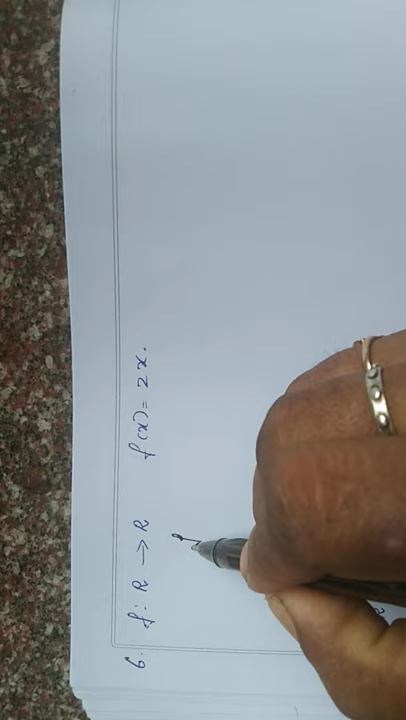 6. f: R → R f(x) = 2x.